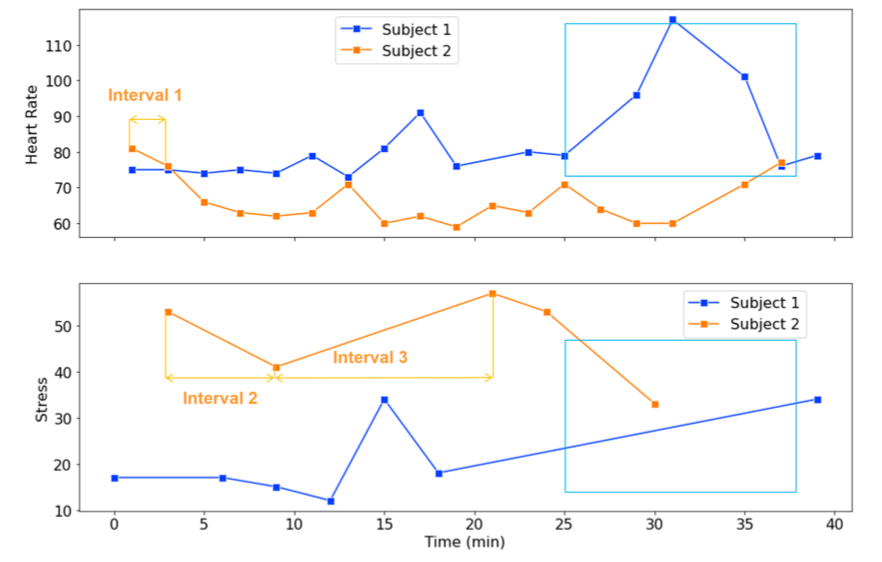 120
110
100
90
80
70
60
Heart Rate
Subject 1
Subject 2
Interval 1
50
40
30
20
10
Stress
Subject 1
Subject 2
Interval 3
Interval 2
0
5
10
15
20
25
30
35
40
Time (min)